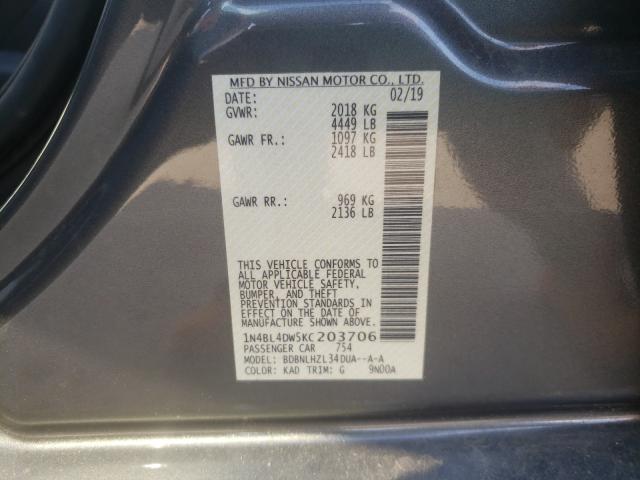 MFD BY NISSAN MOTOR CO., LTD.
DATE: 02/19
GVWR: 2018 KG
4449 LB
GAWR FR.: 1097 KG
2418 LB
GAWR RR.: 969 KG
2136 LB
THIS VEHICLE CONFORMS TO
ALL APPLICABLE FEDERAL
MOTOR VEHICLE SAFETY,
BUMPER, AND THEFT
PREVENTION STANDARDS IN
EFFECT ON THE DATE OF
MANUFACTURE SHOWN ABOVE.
1N4BL4DW5KC203706
PASSENGER CAR 754
MODEL: BDBNLHZL34DUA--A-A
COLOR: KAD TRIM: G 9N00A